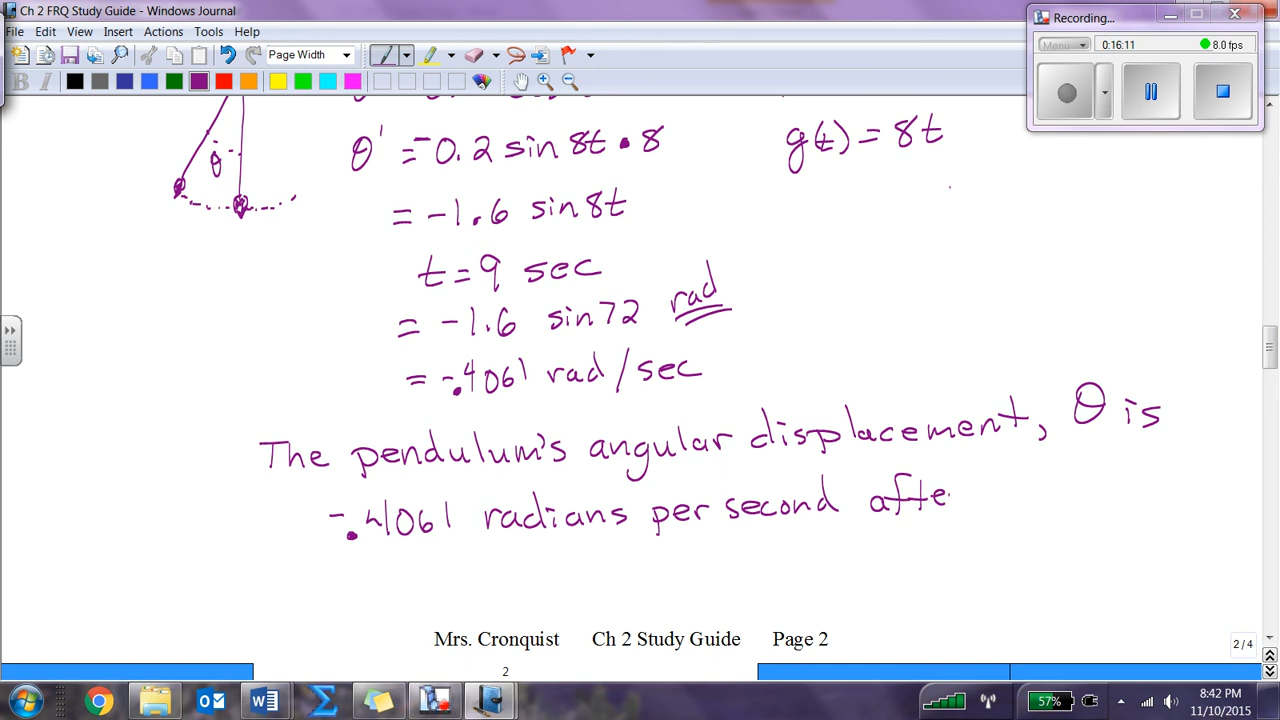 Ch 2 FRQ Study Guide - Windows Journal
File Edit View Insert Actions Tools Help
Recording...
Menu 0:16:11 8.0 fps
Page Width
B I
θ
θ' = -0.2 sin 8t • 8
g(t) = 8t
= -1.6 sin 8t
t = 9 sec
= -1.6 sin 72 rad
= -.4061 rad/sec
The pendulum's angular displacement, θ is
-.4061 radians per second afte
Mrs. Cronquist Ch 2 Study Guide Page 2
2/4
2
57%
8:42 PM
11/10/2015